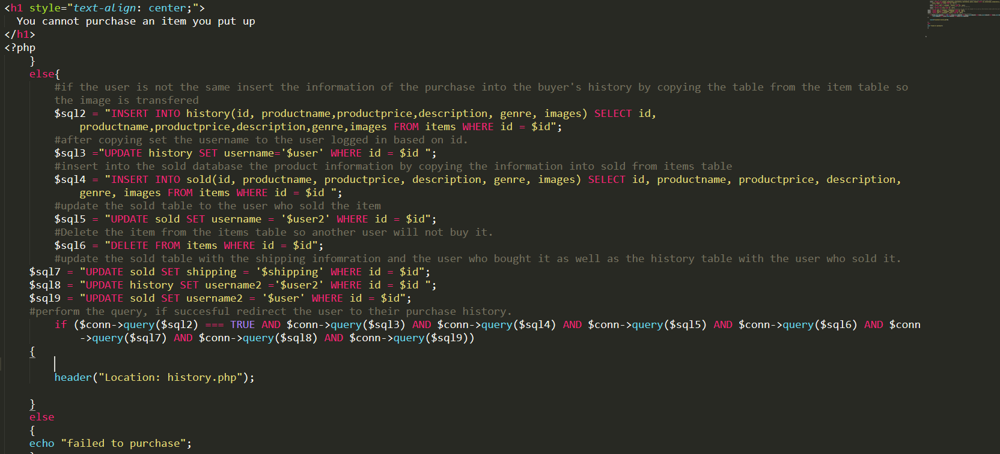 <h1 style="text-align: center;">
You cannot purchase an item you put up
</h1>
<?php
}
else{
#if the user is not the same insert the information of the purchase into the buyer's history by copying the table from the item table so
the image is transfered
$sql2 = "INSERT INTO history(id, productname,productprice,description, genre, images) SELECT id,
productname,productprice,description,genre,images FROM items WHERE id = $id";
#after copying set the username to the user logged in based on id.
$sql3 ="UPDATE history SET username='$user' WHERE id = $id ";
#insert into the sold database the product information by copying the information into sold from items table
$sql4 = "INSERT INTO sold(id, productname, productprice, description, genre, images) SELECT id, productname, productprice, description,
genre, images FROM items WHERE id = $id ";
#update the sold table to the user who sold the item
$sql5 = "UPDATE sold SET username = '$user2' WHERE id = $id";
#Delete the item from the items table so another user will not buy it.
$sql6 = "DELETE FROM items WHERE id = $id";
#update the sold table with the shipping infomration and the user who bought it as well as the history table with the user who sold it.
$sql7 = "UPDATE sold SET shipping = '$shipping' WHERE id = $id";
$sql8 = "UPDATE history SET username2 ='$user2' WHERE id = $id ";
$sql9 = "UPDATE sold SET username2 = '$user' WHERE id = $id";
#perform the query, if succesful redirect the user to their purchase history.
if ($conn->query($sql2) === TRUE AND $conn->query($sql3) AND $conn->query($sql4) AND $conn->query($sql5) AND $conn->query($sql6) AND $conn
->query($sql7) AND $conn->query($sql8) AND $conn->query($sql9))
{
header("Location: history.php");
}
else
{
echo "failed to purchase";